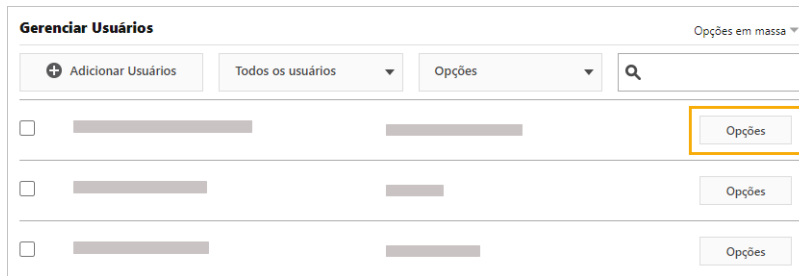 Gerenciar Usuários
Opções em massa
Adicionar Usuários
Todos os usuários
Opções
Opções
Opções
Opções